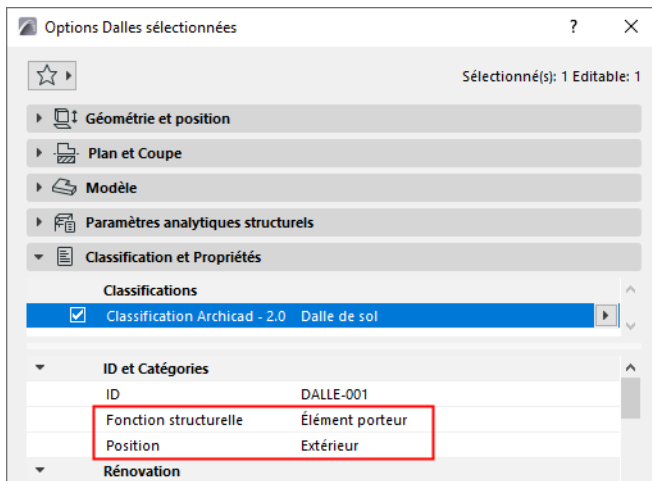 Options Dalles sélectionnées ?
Sélectionné(s): 1 Editable: 1
Géométrie et position
Plan et Coupe
Modèle
Paramètres analytiques structurels
Classification et Propriétés
Classifications
Classification Archicad - 2.0 Dalle de sol
ID et Catégories
ID DALLE-001
Fonction structurelle Élément porteur
Position Extérieur
Rénovation